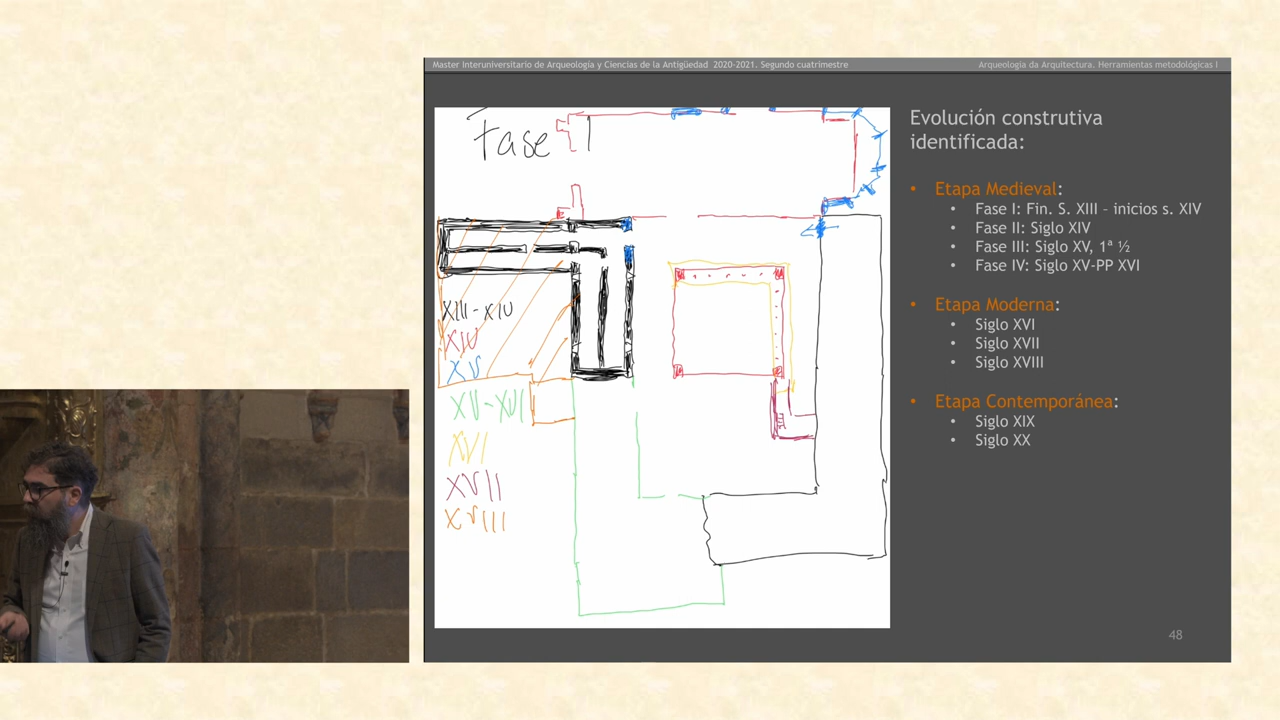 Master Interuniversitario de Arqueología y Ciencias de la Antigüedad 2020-2021. Segundo cuatrimestre
Arqueología da Arquitectura. Herramientas metodológicas I
Fase 1
XIII-XIV
XIV
XV
XV-XVI
XVI
XVII
XVIII
Evolución construtiva
identificada:
• Etapa Medieval:
• Fase I: Fin. S. XIII – inicios s. XIV
• Fase II: Siglo XIV
• Fase III: Siglo XV, 1ª ½
• Fase IV: Siglo XV-PP XVI
• Etapa Moderna:
• Siglo XVI
• Siglo XVII
• Siglo XVIII
• Etapa Contemporánea:
• Siglo XIX
• Siglo XX
48